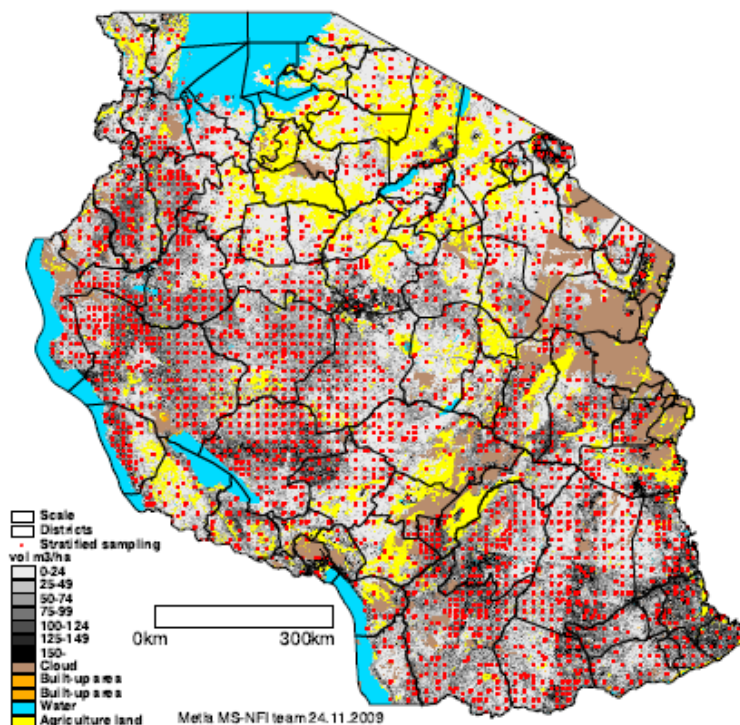 Scale
Districts
Stratified sampling
vol m3/ha
0-24
25-49
50-74
75-99
100-124
125-149
150-
Cloud
Built-up area
Built-up area
Water
Agriculture land
0km 300km
Metla MS-NFI team 24.11.2009